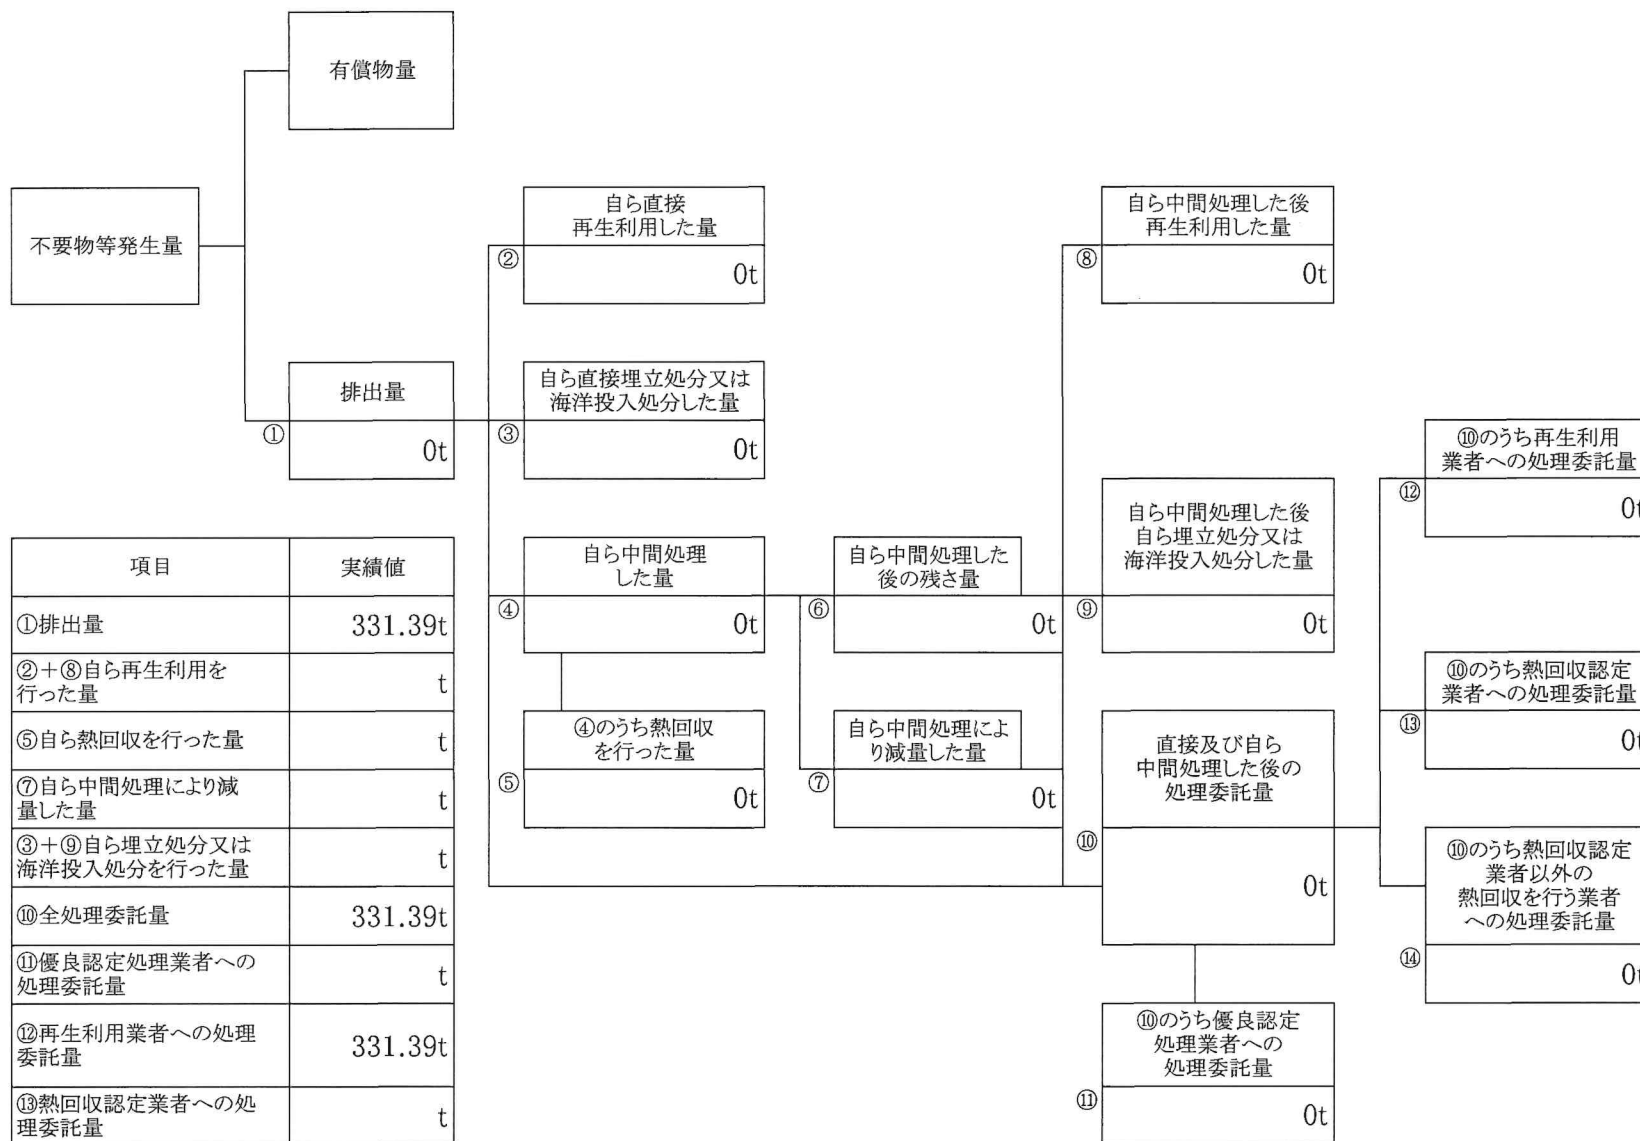 有償物量
不要物等発生量
自ら直接
再生利用した量
②
0t
自ら中間処理した後
再生利用した量
⑧
0t
排出量
①
0t
自ら直接埋立処分又は
海洋投入処分した量
③
0t
⑩のうち再生利用
業者への処理委託量
⑫
0t
自ら中間処理
した量
④
0t
自ら中間処理した
後の残さ量
⑥
0t
自ら中間処理した後
自ら埋立処分又は
海洋投入処分した量
⑨
0t
⑩のうち熱回収認定
業者への処理委託量
⑬
0t
④のうち熱回収
を行った量
⑤
0t
自ら中間処理によ
り減量した量
⑦
0t
直接及び自ら
中間処理した後の
処理委託量
⑩
0t
⑩のうち熱回収認定
業者以外の
熱回収を行う業者
への処理委託量
⑭
0t
⑩のうち優良認定
処理業者への
処理委託量
⑪
0t
項目 実績値
①排出量 331.39t
②+⑧自ら再生利用を
行った量 t
⑤自ら熱回収を行った量 t
⑦自ら中間処理により減
量した量 t
③+⑨自ら埋立処分又は
海洋投入処分を行った量 t
⑩全処理委託量 331.39t
⑪優良認定処理業者への
処理委託量 t
⑫再生利用業者への処理
委託量 331.39t
⑬熱回収認定業者への処
理委託量 t